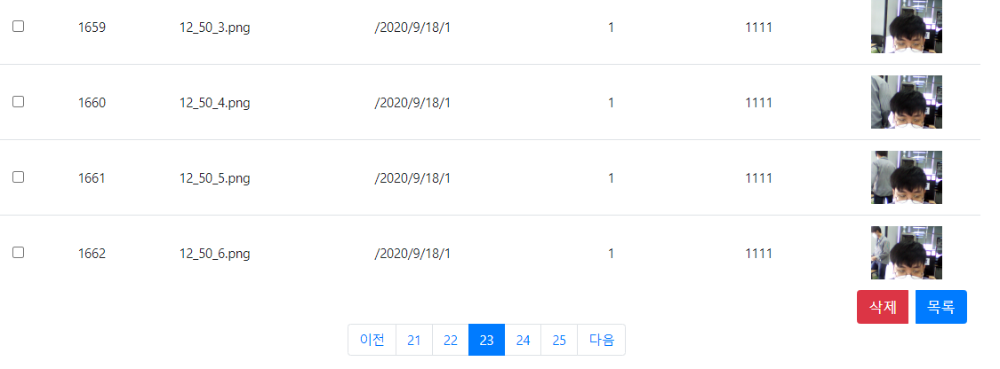 1659 12_50_3.png /2020/9/18/1 1 1111
1660 12_50_4.png /2020/9/18/1 1 1111
1661 12_50_5.png /2020/9/18/1 1 1111
1662 12_50_6.png /2020/9/18/1 1 1111
삭제 목록
이전 21 22 23 24 25 다음